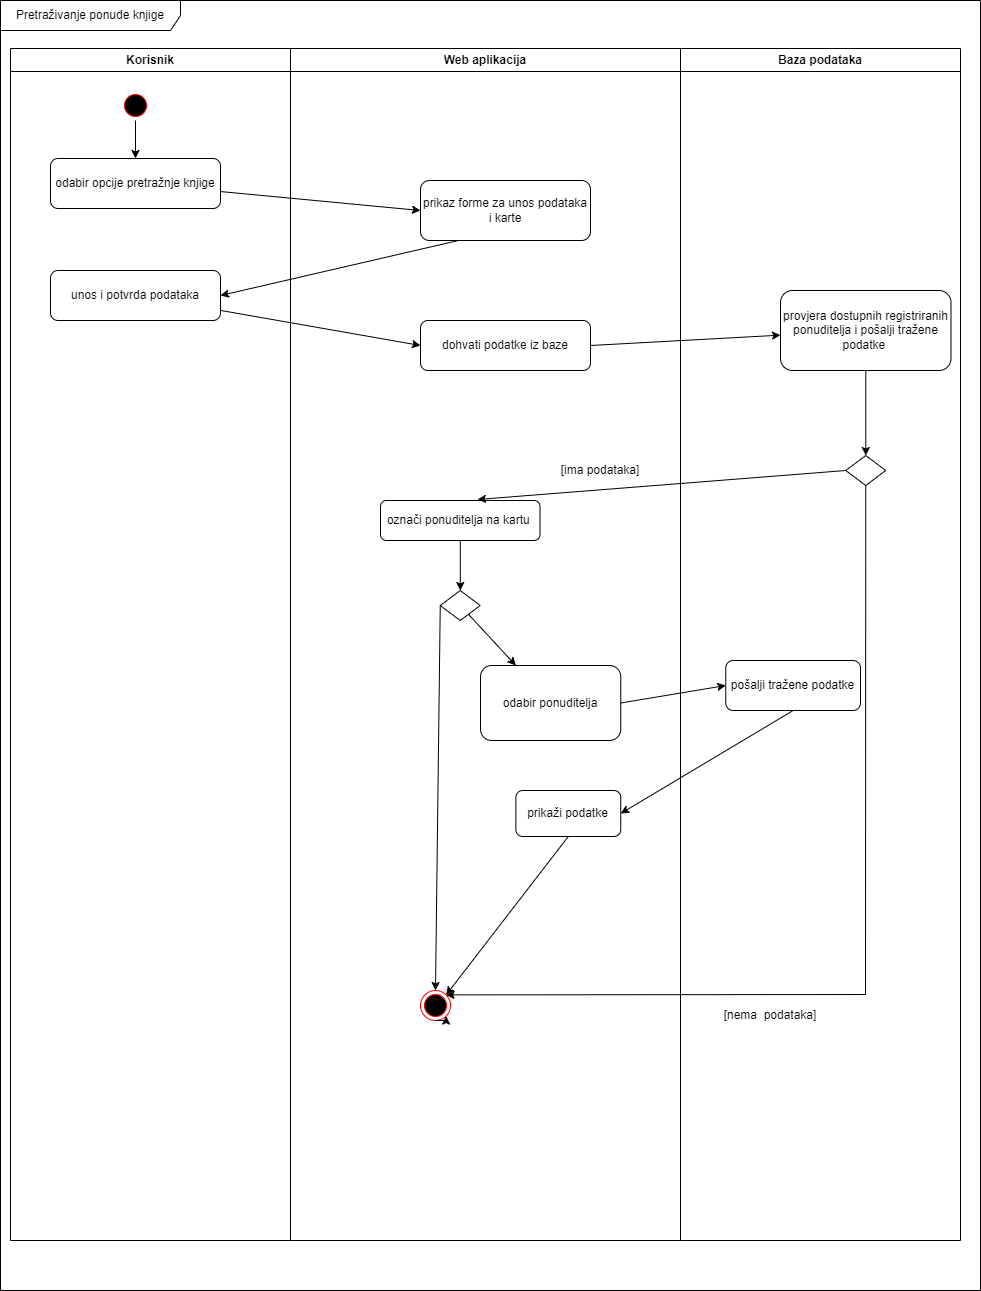 Pretraživanje ponude knjige
Korisnik
Web aplikacija
Baza podataka
odabir opcije pretražnje knjige
prikaz forme za unos podataka
i karte
unos i potvrda podataka
dohvati podatke iz baze
provjera dostupnih registriranih
ponuditelja i pošalji tražene
podatke
[ima podataka]
označi ponuditelja na kartu
odabir ponuditelja
pošalji tražene podatke
prikaži podatke
[nema  podataka]